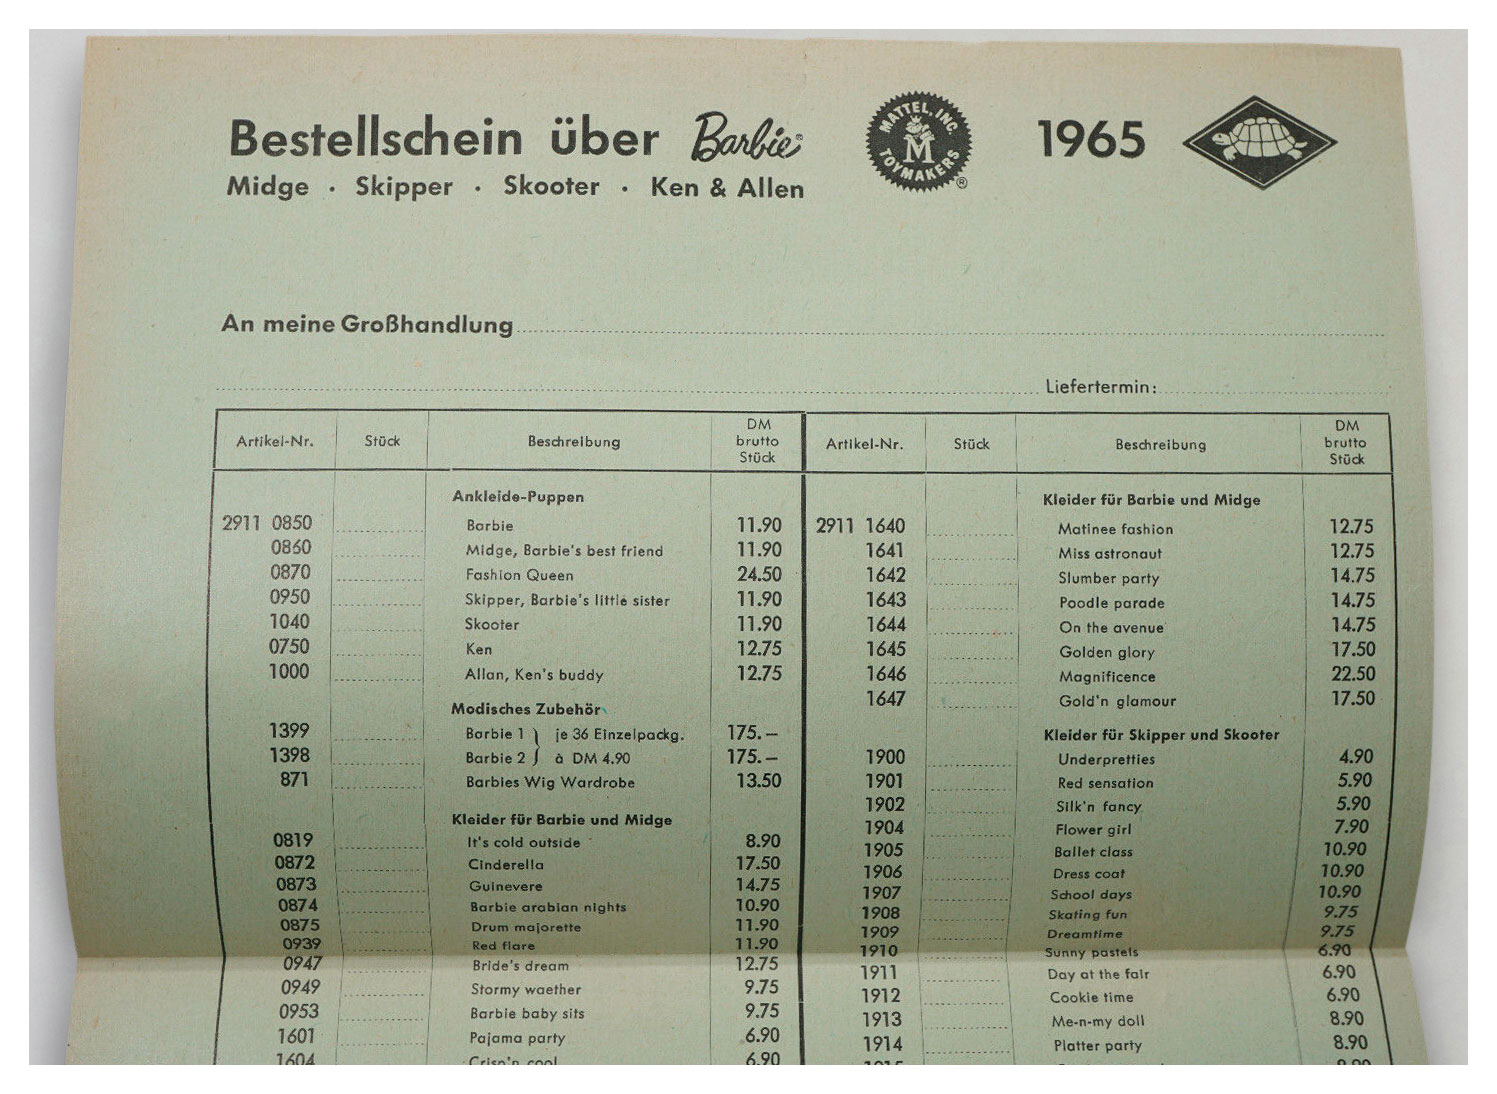 Bestellschein über Barbie® 1965
MATTEL, INC. TOYMAKERS
M
®
Midge · Skipper · Skooter · Ken & Allen
An meine Großhandlung
Liefertermin:
Artikel-Nr. Stück Beschreibung DM brutto Stück
Ankleide-Puppen
2911 0850 Barbie 11.90
0860 Midge, Barbie's best friend 11.90
0870 Fashion Queen 24.50
0950 Skipper, Barbie's little sister 11.90
1040 Skooter 11.90
0750 Ken 12.75
1000 Allan, Ken's buddy 12.75
Modisches Zubehör
1399 Barbie 1 } je 36 Einzelpackg. 175.—
1398 Barbie 2 } à DM 4.90 175.—
871 Barbies Wig Wardrobe 13.50
Kleider für Barbie und Midge
0819 It's cold outside 8.90
0872 Cinderella 17.50
0873 Guinevere 14.75
0874 Barbie arabian nights 10.90
0875 Drum majorette 11.90
0939 Red flare 11.90
0947 Bride's dream 12.75
0949 Stormy waether 9.75
0953 Barbie baby sits 9.75
1601 Pajama party 6.90
1604 Crisp'n cool 6.90
Artikel-Nr. Stück Beschreibung DM brutto Stück
Kleider für Barbie und Midge
2911 1640 Matinee fashion 12.75
1641 Miss astronaut 12.75
1642 Slumber party 14.75
1643 Poodle parade 14.75
1644 On the avenue 14.75
1645 Golden glory 17.50
1646 Magnificence 22.50
1647 Gold'n glamour 17.50
Kleider für Skipper und Skooter
1900 Underpretties 4.90
1901 Red sensation 5.90
1902 Silk'n fancy 5.90
1904 Flower girl 7.90
1905 Ballet class 10.90
1906 Dress coat 10.90
1907 School days 10.90
1908 Skating fun 9.75
1909 Dreamtime 9.75
1910 Sunny pastels 6.90
1911 Day at the fair 6.90
1912 Cookie time 6.90
1913 Me-n-my doll 8.90
1914 Platter party 8.90